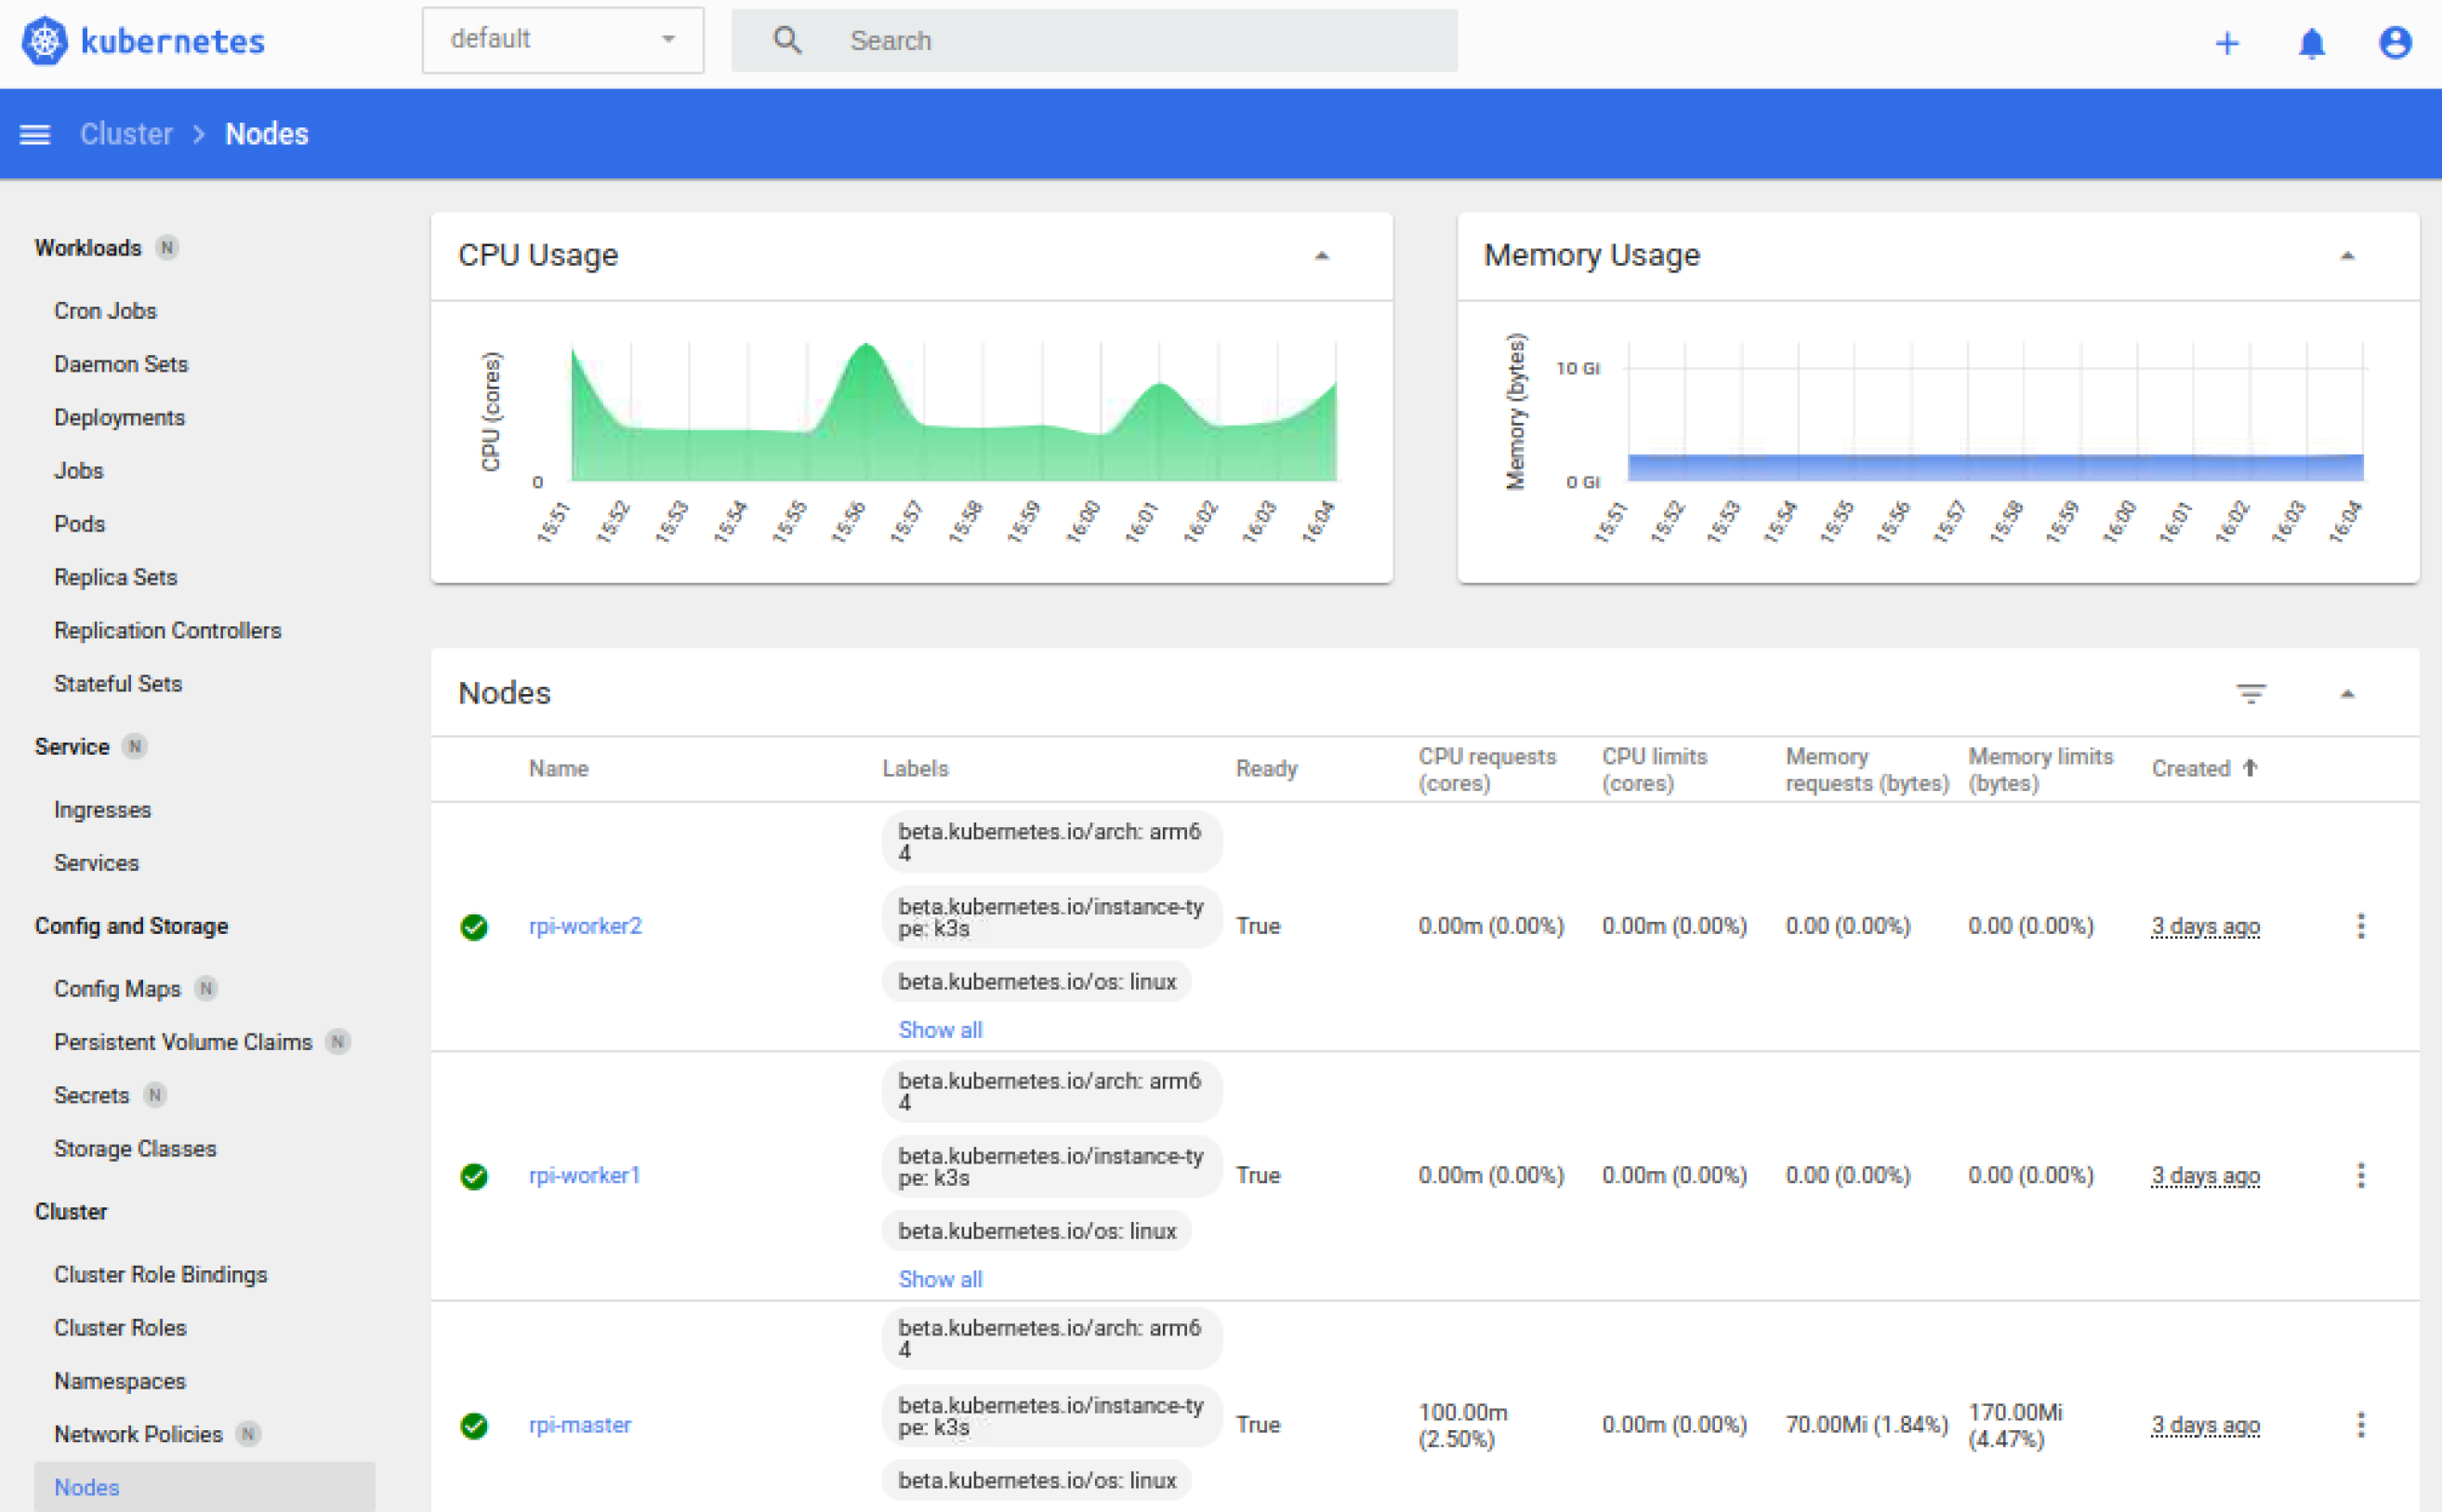 kubernetes
default
Search
Cluster > Nodes
Workloads N
Cron Jobs
Daemon Sets
Deployments
Jobs
Pods
Replica Sets
Replication Controllers
Stateful Sets
Service N
Ingresses
Services
Config and Storage
Config Maps N
Persistent Volume Claims N
Secrets N
Storage Classes
Cluster
Cluster Role Bindings
Cluster Roles
Namespaces
Network Policies N
Nodes
CPU Usage
CPU (cores)
0
15:51 15:52 15:53 15:54 15:55 15:56 15:57 15:58 15:59 16:00 16:01 16:02 16:03 16:04
Memory Usage
Memory (bytes)
10 Gi
0 Gi
15:51 15:52 15:53 15:54 15:55 15:56 15:57 15:58 15:59 16:00 16:01 16:02 16:03 16:04
Nodes
Name
Labels
Ready
CPU requests
(cores)
CPU limits
(cores)
Memory
requests (bytes)
Memory limits
(bytes)
Created
rpi-worker2
beta.kubernetes.io/arch: arm6
4
beta.kubernetes.io/instance-ty
pe: k3s
beta.kubernetes.io/os: linux
Show all
True
0.00m (0.00%)
0.00m (0.00%)
0.00 (0.00%)
0.00 (0.00%)
3 days ago
rpi-worker1
beta.kubernetes.io/arch: arm6
4
beta.kubernetes.io/instance-ty
pe: k3s
beta.kubernetes.io/os: linux
Show all
True
0.00m (0.00%)
0.00m (0.00%)
0.00 (0.00%)
0.00 (0.00%)
3 days ago
rpi-master
beta.kubernetes.io/arch: arm6
4
beta.kubernetes.io/instance-ty
pe: k3s
beta.kubernetes.io/os: linux
True
100.00m
(2.50%)
0.00m (0.00%)
70.00Mi (1.84%)
170.00Mi
(4.47%)
3 days ago